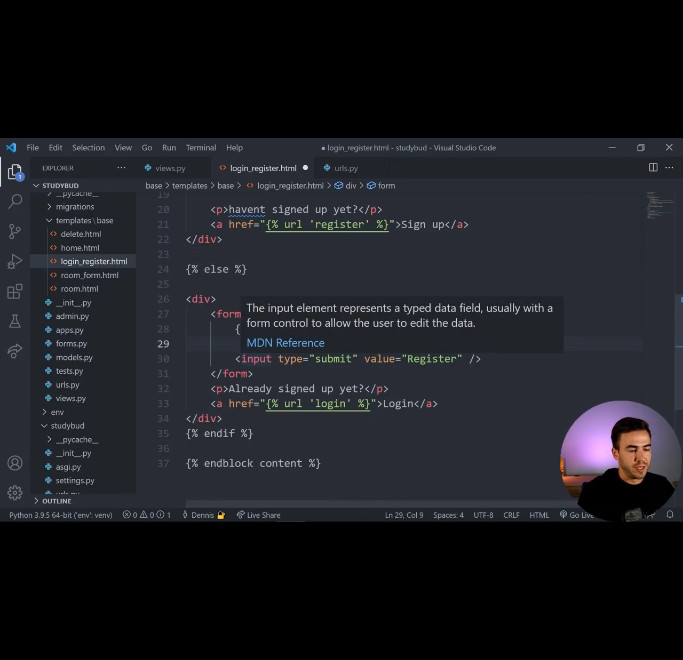 File Edit Selection View Go Run Terminal Help
● login_register.html - studybud - Visual Studio Code
EXPLORER
views.py
login_register.html
urls.py
base > templates > base > login_register.html > div > form
STUDYBUD
__pycache__
migrations
templates \ base
delete.html
home.html
login_register.html
room_form.html
room.html
__init__.py
admin.py
apps.py
forms.py
models.py
tests.py
urls.py
views.py
env
studybud
__pycache__
__init__.py
asgi.py
settings.py
urls.py
OUTLINE
19
20 <p>havent signed up yet?</p>
21 <a href="{% url 'register' %}">Sign up</a>
22 </div>
23
24 {% else %}
25
26 <div>
27 <form
28 {
29
30 <input type="submit" value="Register" />
31 </form>
32 <p>Already signed up yet?</p>
33 <a href="{% url 'login' %}">Login</a>
34 </div>
35 {% endif %}
36
37 {% endblock content %}
The input element represents a typed data field, usually with a
form control to allow the user to edit the data.
MDN Reference
1
Python 3.9.5 64-bit ('env': venv) 0 0 1 Dennis Live Share Ln 29, Col 9 Spaces: 4 UTF-8 CRLF HTML Go Live